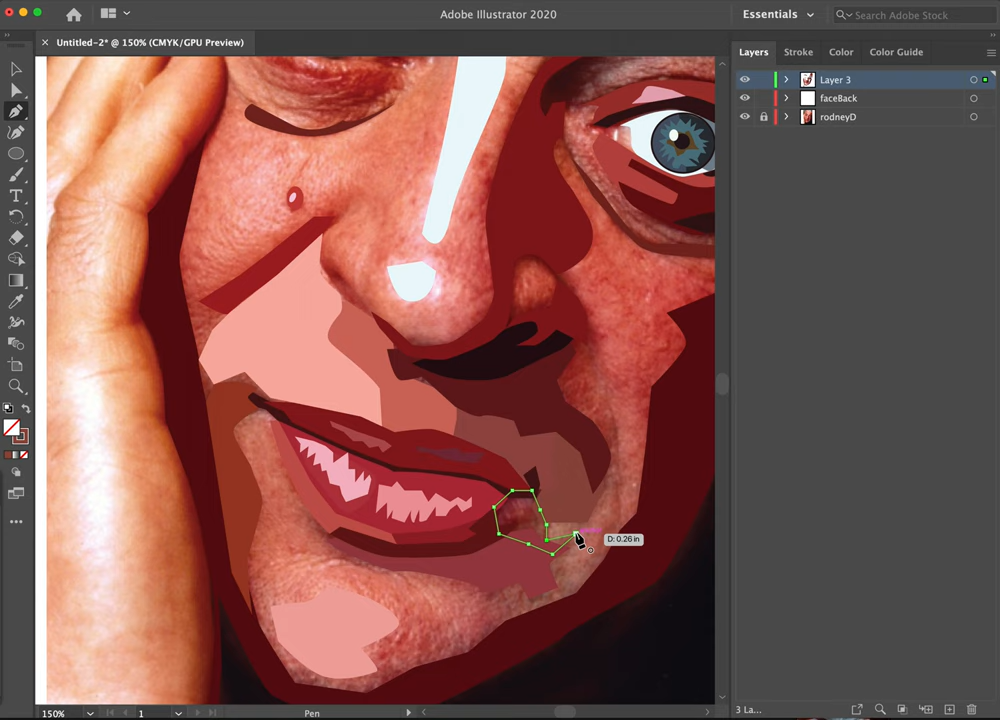 Adobe Illustrator 2020
Essentials
Search Adobe Stock
Untitled-2* @ 150% (CMYK/GPU Preview)
Layers Stroke Color Color Guide
Layer 3
faceBack
rodneyD
D: 0.26 in
150%
1
Pen
3 La...